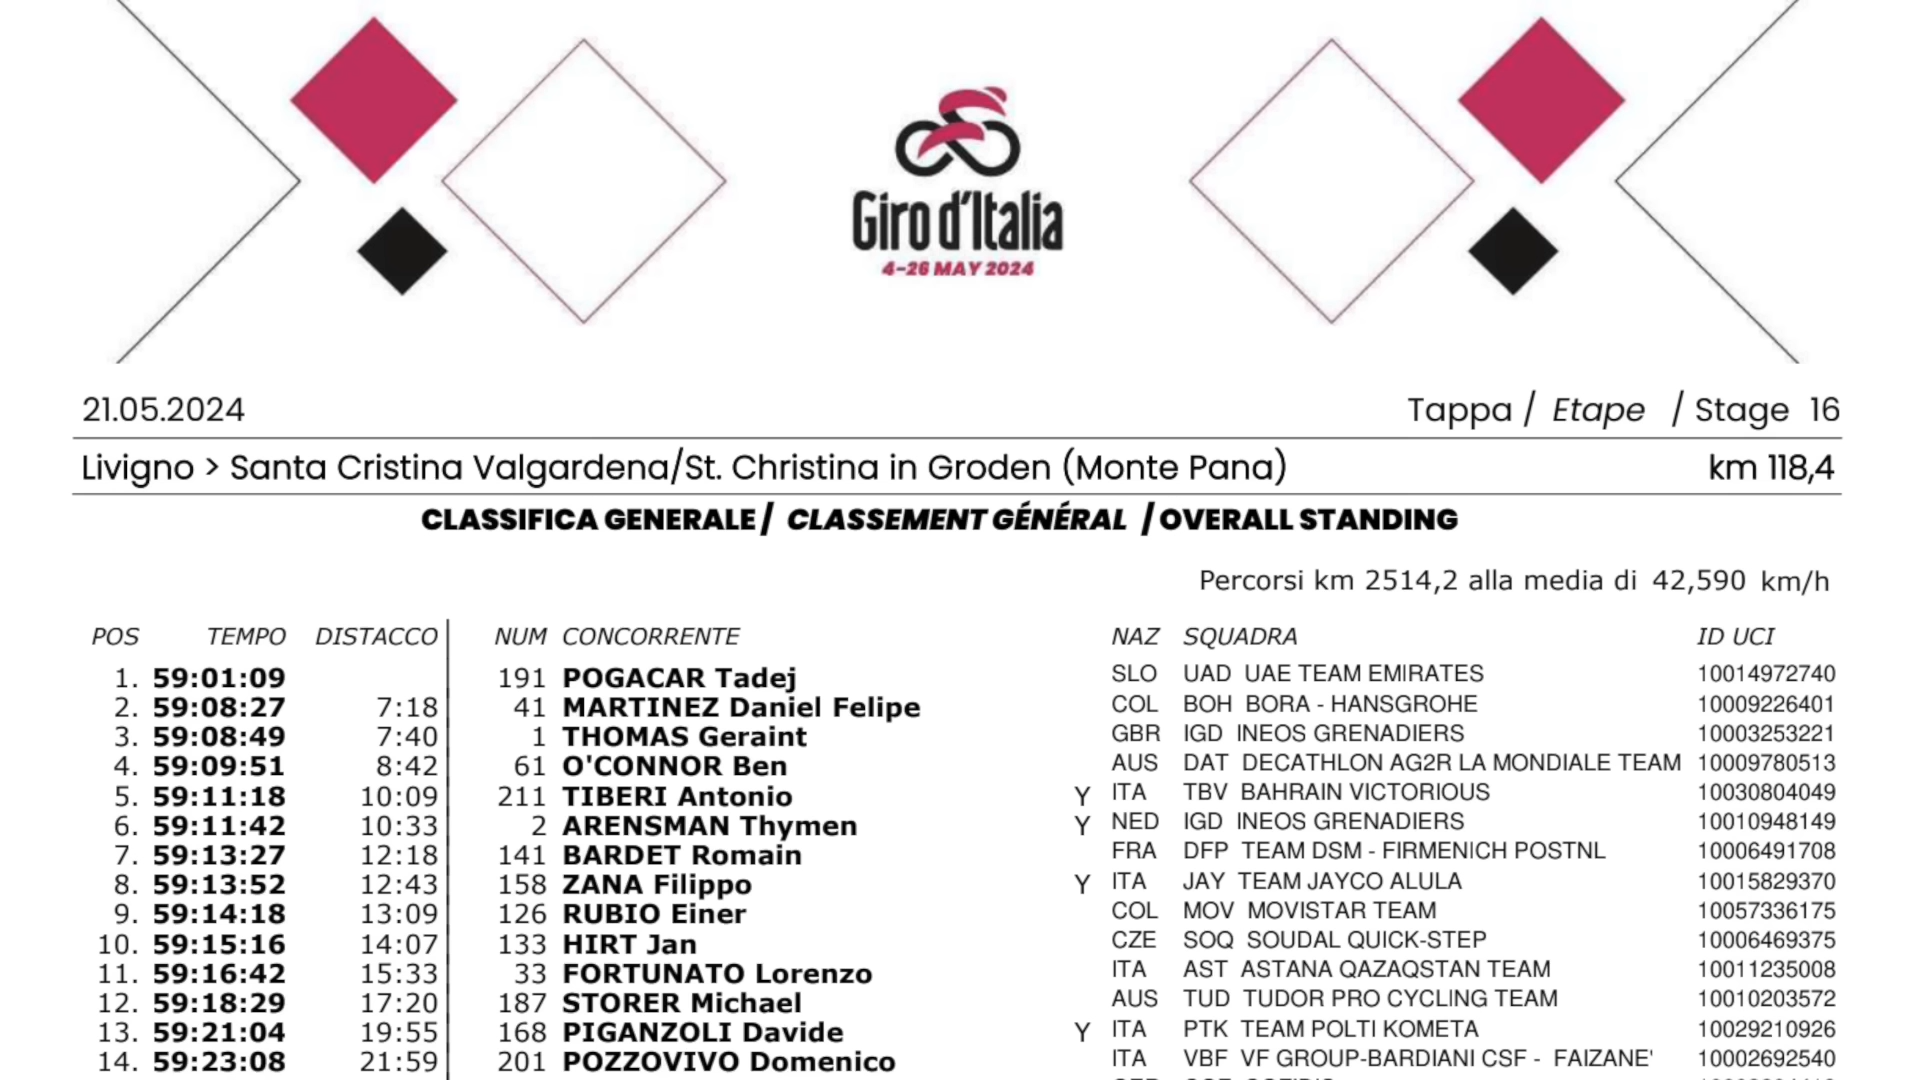 Giro d'Italia
4-26 MAY 2024
21.05.2024 Tappa / Etape / Stage 16
Livigno > Santa Cristina Valgardena/St. Christina in Groden (Monte Pana) km 118,4
CLASSIFICA GENERALE / CLASSEMENT GÉNÉRAL / OVERALL STANDING
Percorsi km 2514,2 alla media di 42,590 km/h
POS TEMPO DISTACCO NUM CONCORRENTE NAZ SQUADRA ID UCI
1. 59:01:09 191 POGACAR Tadej SLO UAD UAE TEAM EMIRATES 10014972740
2. 59:08:27 7:18 41 MARTINEZ Daniel Felipe COL BOH BORA - HANSGROHE 10009226401
3. 59:08:49 7:40 1 THOMAS Geraint GBR IGD INEOS GRENADIERS 10003253221
4. 59:09:51 8:42 61 O'CONNOR Ben AUS DAT DECATHLON AG2R LA MONDIALE TEAM 10009780513
5. 59:11:18 10:09 211 TIBERI Antonio Y ITA TBV BAHRAIN VICTORIOUS 10030804049
6. 59:11:42 10:33 2 ARENSMAN Thymen Y NED IGD INEOS GRENADIERS 10010948149
7. 59:13:27 12:18 141 BARDET Romain FRA DFP TEAM DSM - FIRMENICH POSTNL 10006491708
8. 59:13:52 12:43 158 ZANA Filippo Y ITA JAY TEAM JAYCO ALULA 10015829370
9. 59:14:18 13:09 126 RUBIO Einer COL MOV MOVISTAR TEAM 10057336175
10. 59:15:16 14:07 133 HIRT Jan CZE SOQ SOUDAL QUICK-STEP 10006469375
11. 59:16:42 15:33 33 FORTUNATO Lorenzo ITA AST ASTANA QAZAQSTAN TEAM 10011235008
12. 59:18:29 17:20 187 STORER Michael AUS TUD TUDOR PRO CYCLING TEAM 10010203572
13. 59:21:04 19:55 168 PIGANZOLI Davide Y ITA PTK TEAM POLTI KOMETA 10029210926
14. 59:23:08 21:59 201 POZZOVIVO Domenico ITA VBF VF GROUP-BARDIANI CSF - FAIZANE' 10002692540